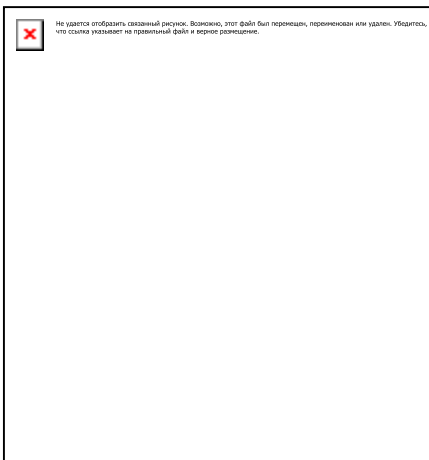 Не удается отобразить связанный рисунок. Возможно, этот файл был перемещен, переименован или удален. Убедитесь,
что ссылка указывает на правильный файл и верное размещение.